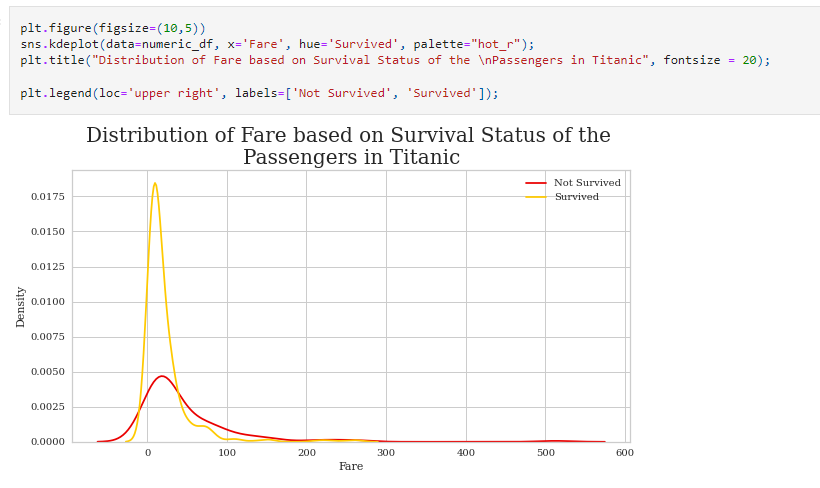 plt.figure(figsize=(10,5))
sns.kdeplot(data=numeric_df, x='Fare', hue='Survived', palette="hot_r");
plt.title("Distribution of Fare based on Survival Status of the \nPassengers in Titanic", fontsize = 20);
plt.legend(loc='upper right', labels=['Not Survived', 'Survived']);
Distribution of Fare based on Survival Status of the
Passengers in Titanic
Not Survived
Survived
0.0175
0.0150
0.0125
0.0100
0.0075
0.0050
0.0025
0.0000
Density
0 100 200 300 400 500 600
Fare